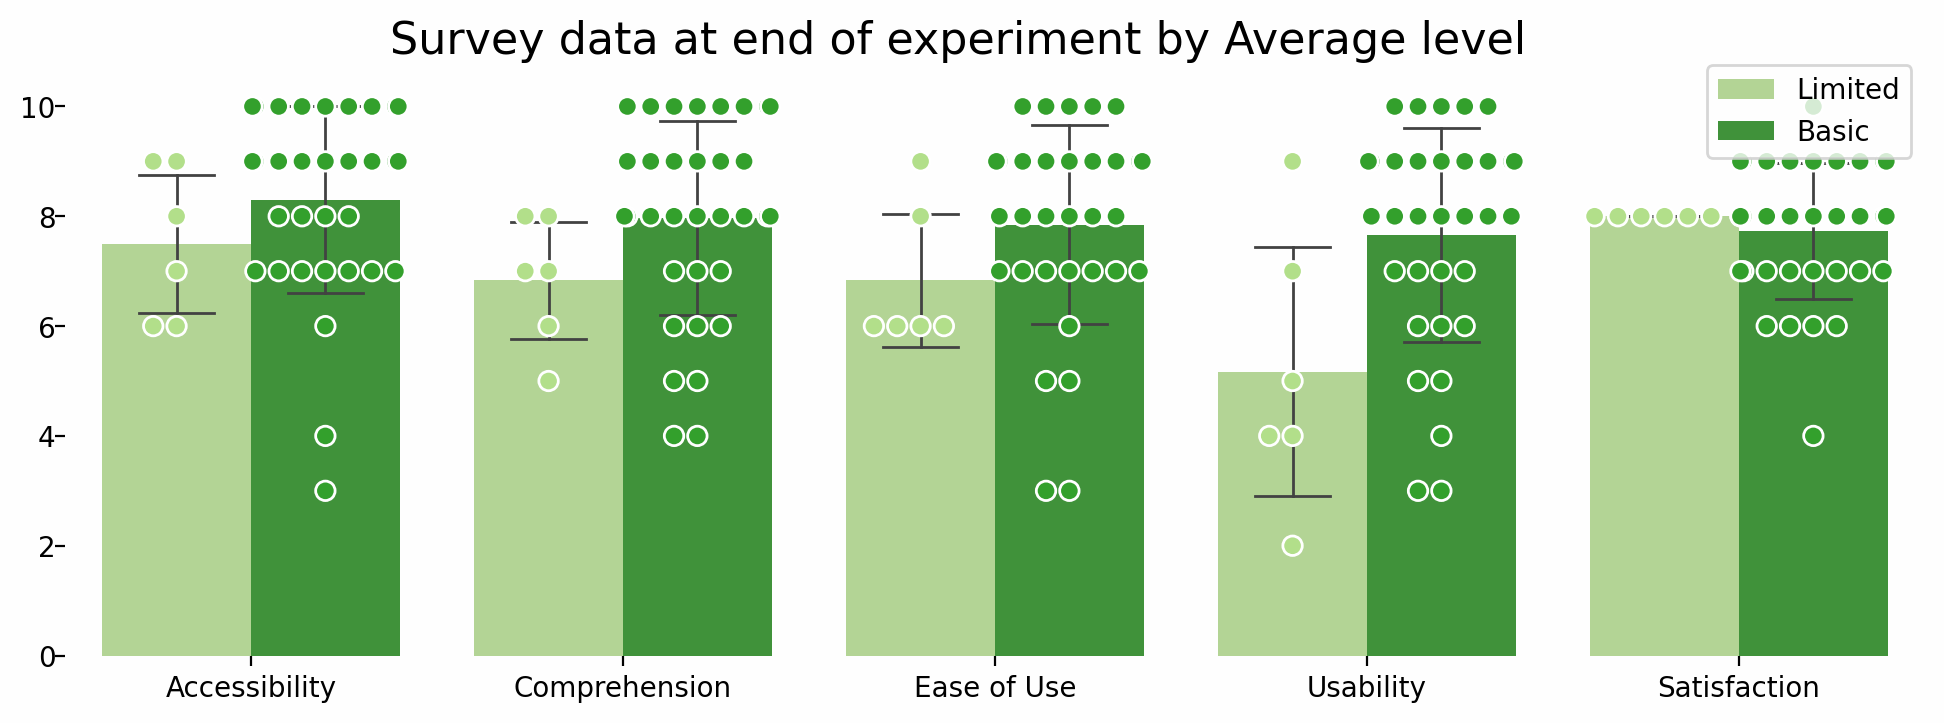 Survey data at end of experiment by Average level
Limited
Basic
10
8
6
4
2
0
Accessibility
Comprehension
Ease of Use
Usability
Satisfaction